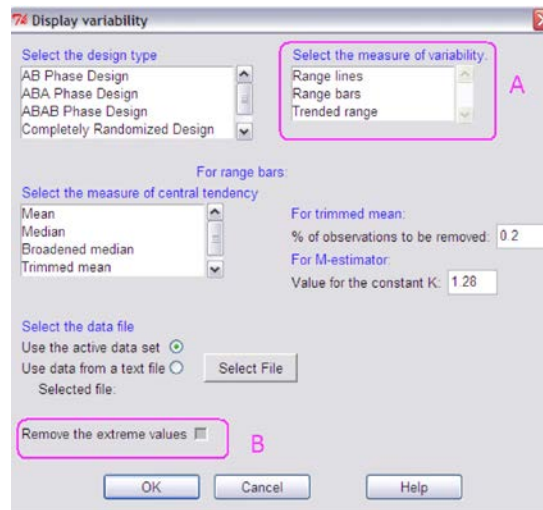 Display variability
Select the design type
AB Phase Design
ABA Phase Design
ABAB Phase Design
Completely Randomized Design
Select the measure of variability.
Range lines
Range bars
Trended range
A
For range bars:
Select the measure of central tendency
Mean
Median
Broadened median
Trimmed mean
For trimmed mean:
% of observations to be removed: 0.2
For M-estimator:
Value for the constant K: 1.28
Select the data file
Use the active data set
Use data from a text file
Select File
Selected file:
Remove the extreme values
B
OK
Cancel
Help